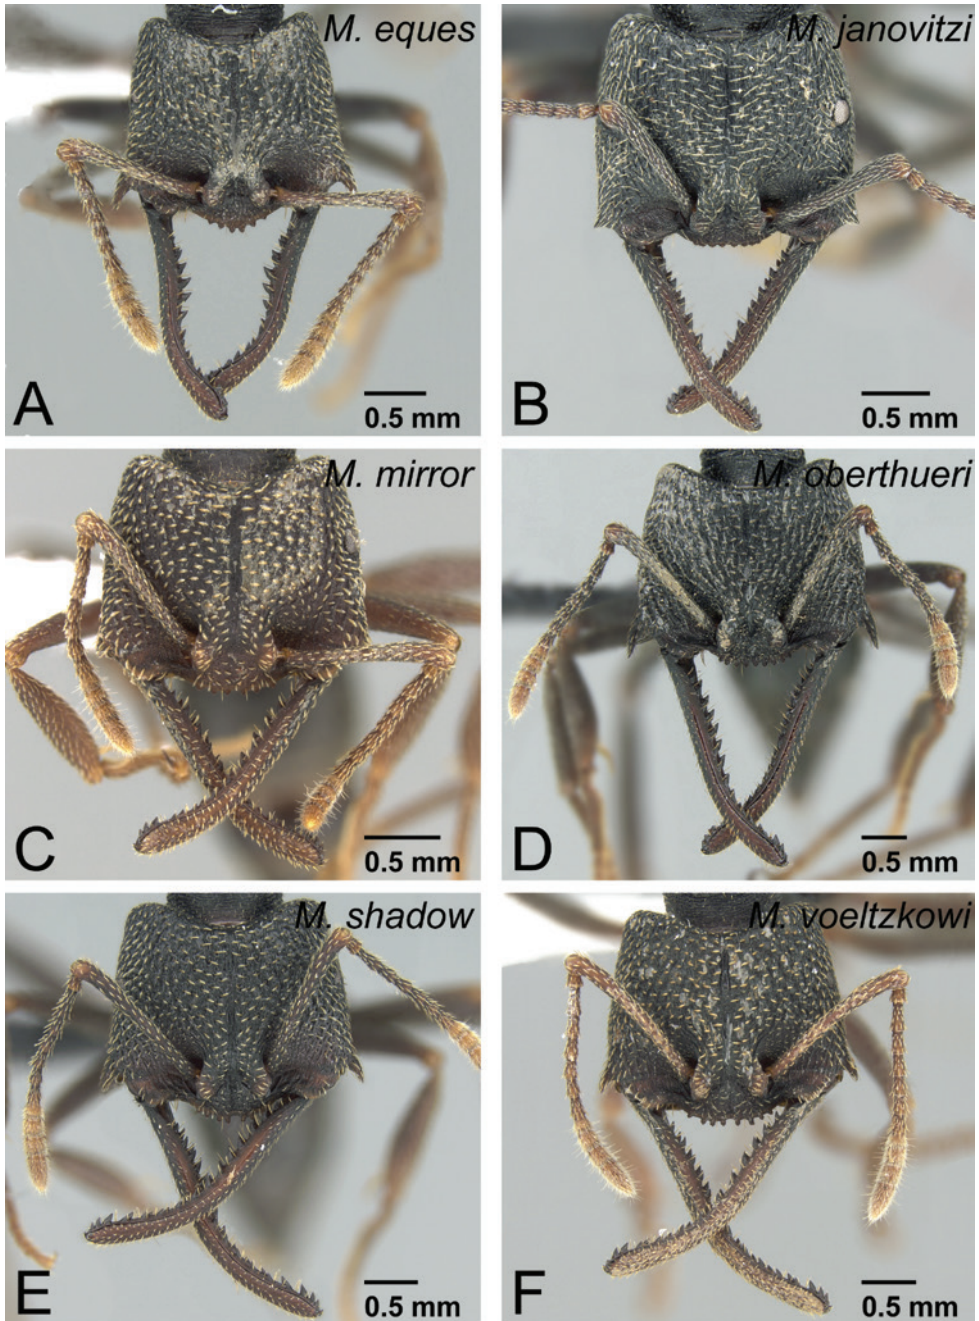 M. eques
A
0.5 mm
M. janovitzi
B
0.5 mm
M. mirror
C
0.5 mm
M. oberthueri
D
0.5 mm
M. shadow
E
0.5 mm
M. voeltzkowi
F
0.5 mm